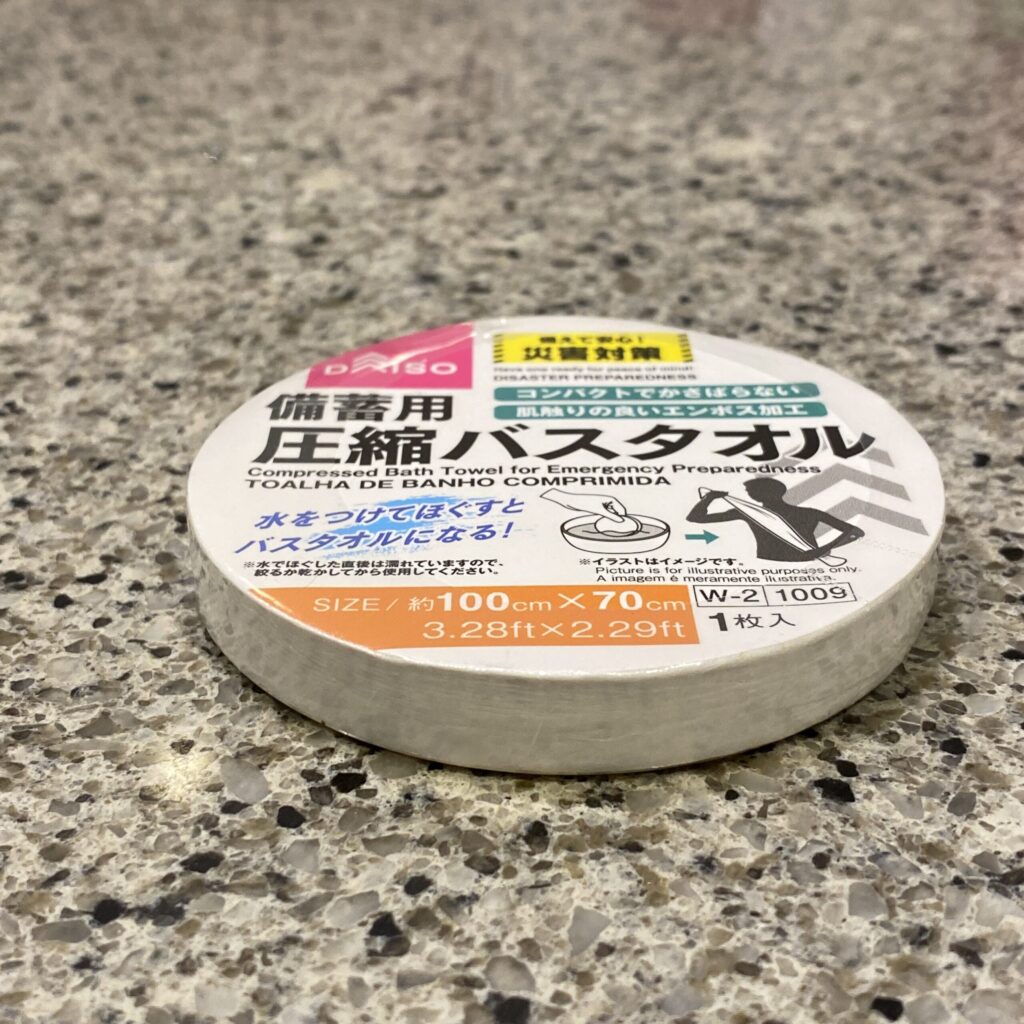 DAISO
備えて安心!
災害対策
Have one ready for peace of mind!
DISASTER PREPAREDNESS
コンパクトでかさばらない
肌触りの良いエンボス加工
備蓄用
圧縮バスタオル
Compressed Bath Towel for Emergency Preparedness
TOALHA DE BANHO COMPRIMIDA
水をつけてほぐすと
バスタオルになる!
※水でほぐした直後は濡れていますので、
絞るか乾かしてから使用してください。
※イラストはイメージです。
Picture is for illustrative purposes only.
A imagem é meramente ilustrativa.
SIZE/約100cm×70cm
3.28ft×2.29ft
W-2 1009
1枚入